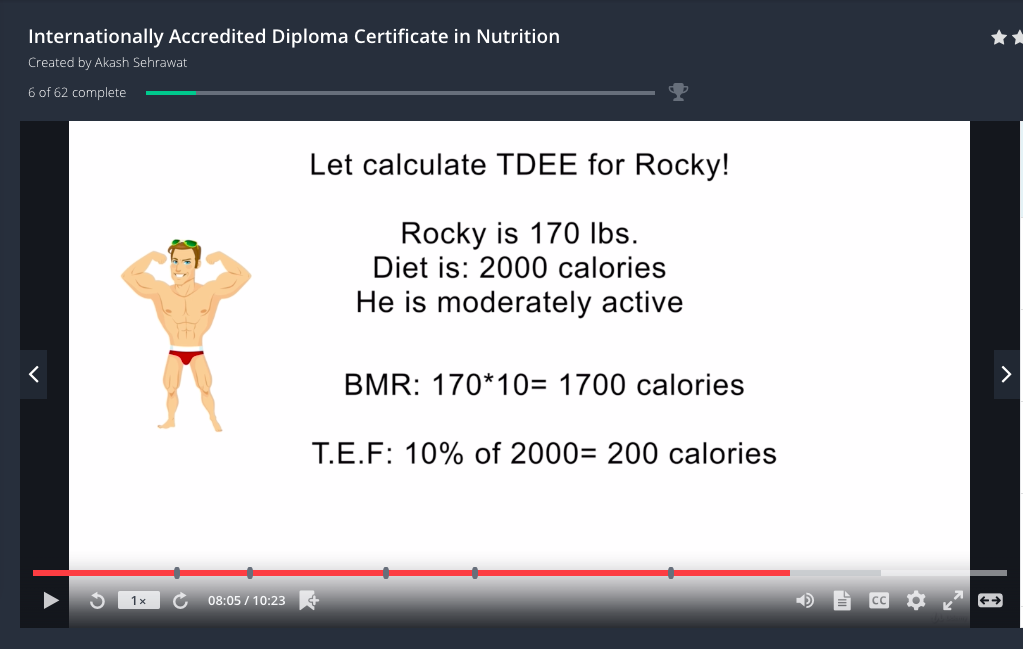 Internationally Accredited Diploma Certificate in Nutrition
Created by Akash Sehrawat
6 of 62 complete
Let calculate TDEE for Rocky!
Rocky is 170 lbs.
Diet is: 2000 calories
He is moderately active
BMR: 170*10= 1700 calories
T.E.F: 10% of 2000= 200 calories
1× 08:05 / 10:23 CC